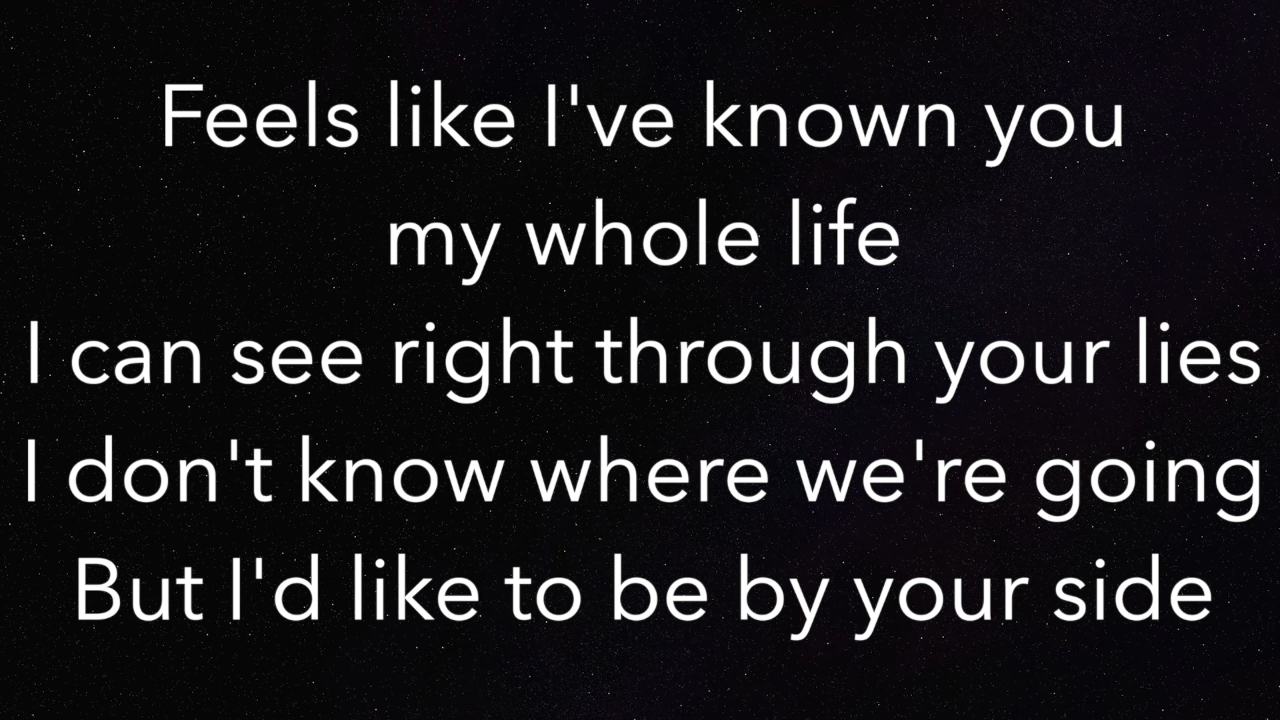 Feels like I've known you
my whole life
I can see right through your lies
I don't know where we're going
But I'd like to be by your side